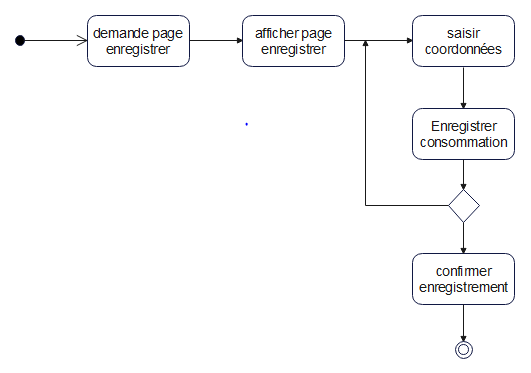 demande page
enregistrer
afficher page
enregistrer
saisir
coordonnées
Enregistrer
consommation
confirmer
enregistrement